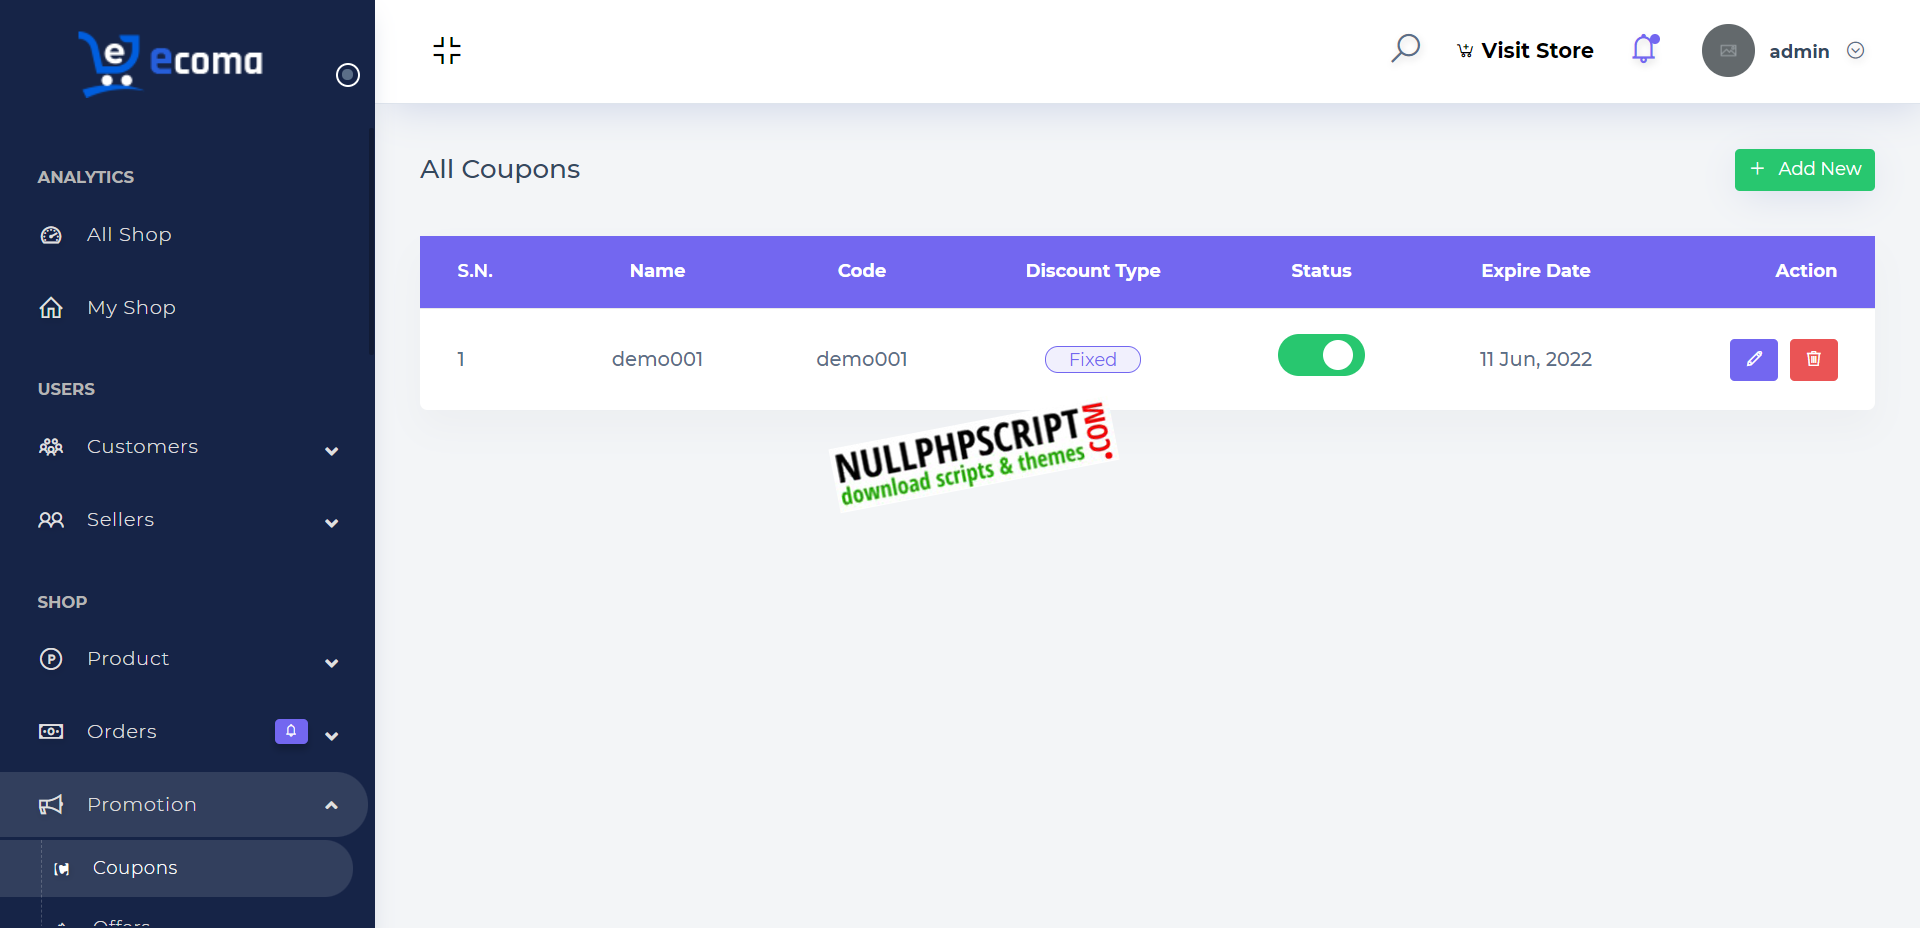 ecoma
Visit Store
admin
ANALYTICS
All Shop
My Shop
USERS
Customers
Sellers
SHOP
Product
Orders
Promotion
Coupons
Offers
All Coupons
+ Add New
S.N. Name Code Discount Type Status Expire Date Action
1 demo001 demo001 Fixed 11 Jun, 2022
NULLPHPSCRIPT.COM
download scripts & themes